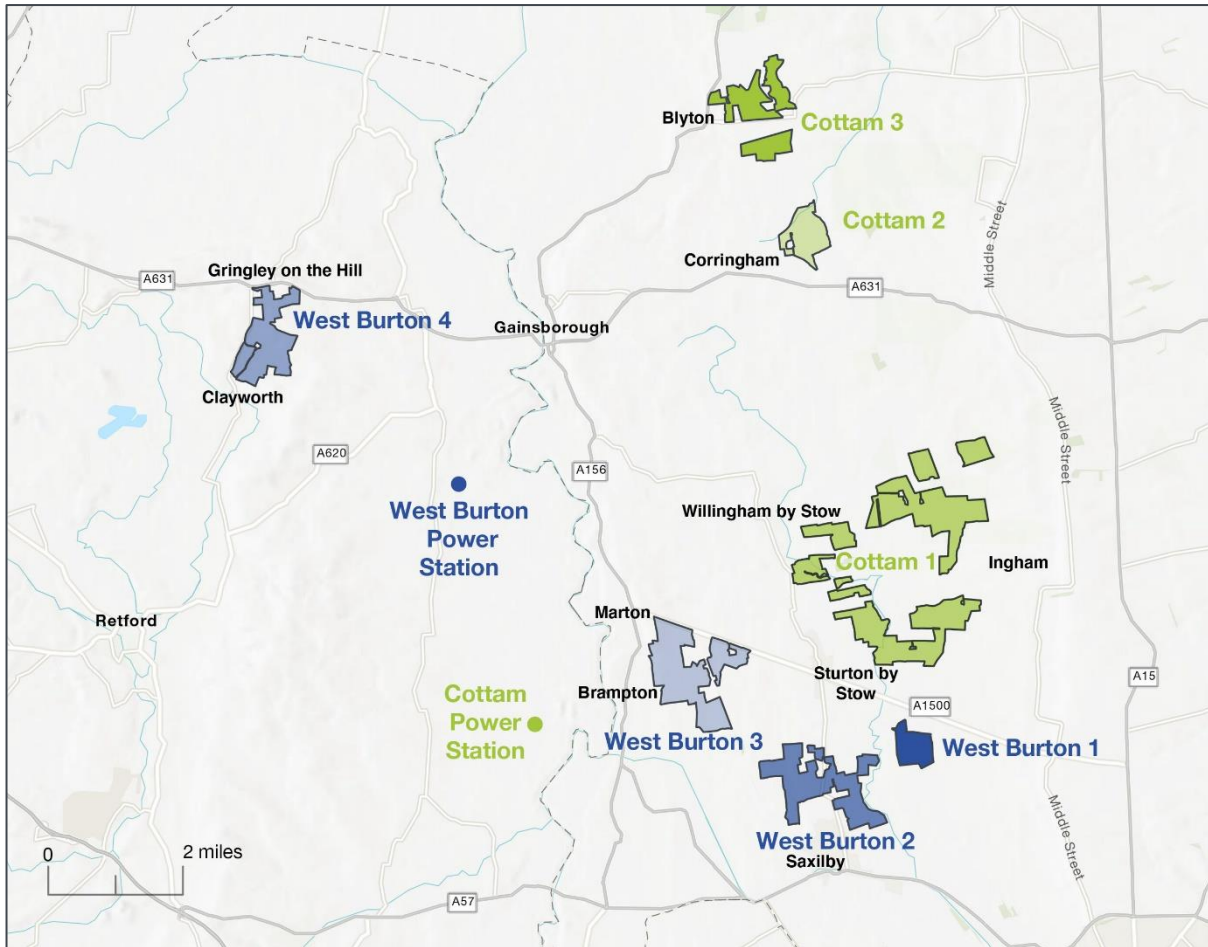 Blyton
Cottam 3
Middle Street
Cottam 2
Corringham
Gringley on the Hill
A631
A631
West Burton 4
Gainsborough
Clayworth
Middle Street
A620
A156
West Burton
Power
Station
Willingham by Stow
Cottam 1
Ingham
Retford
Marton
Brampton
Sturton by
Stow
A15
Cottam
Power
Station
A1500
West Burton 3
West Burton 1
Middle Street
West Burton 2
Saxilby
0
2 miles
A57